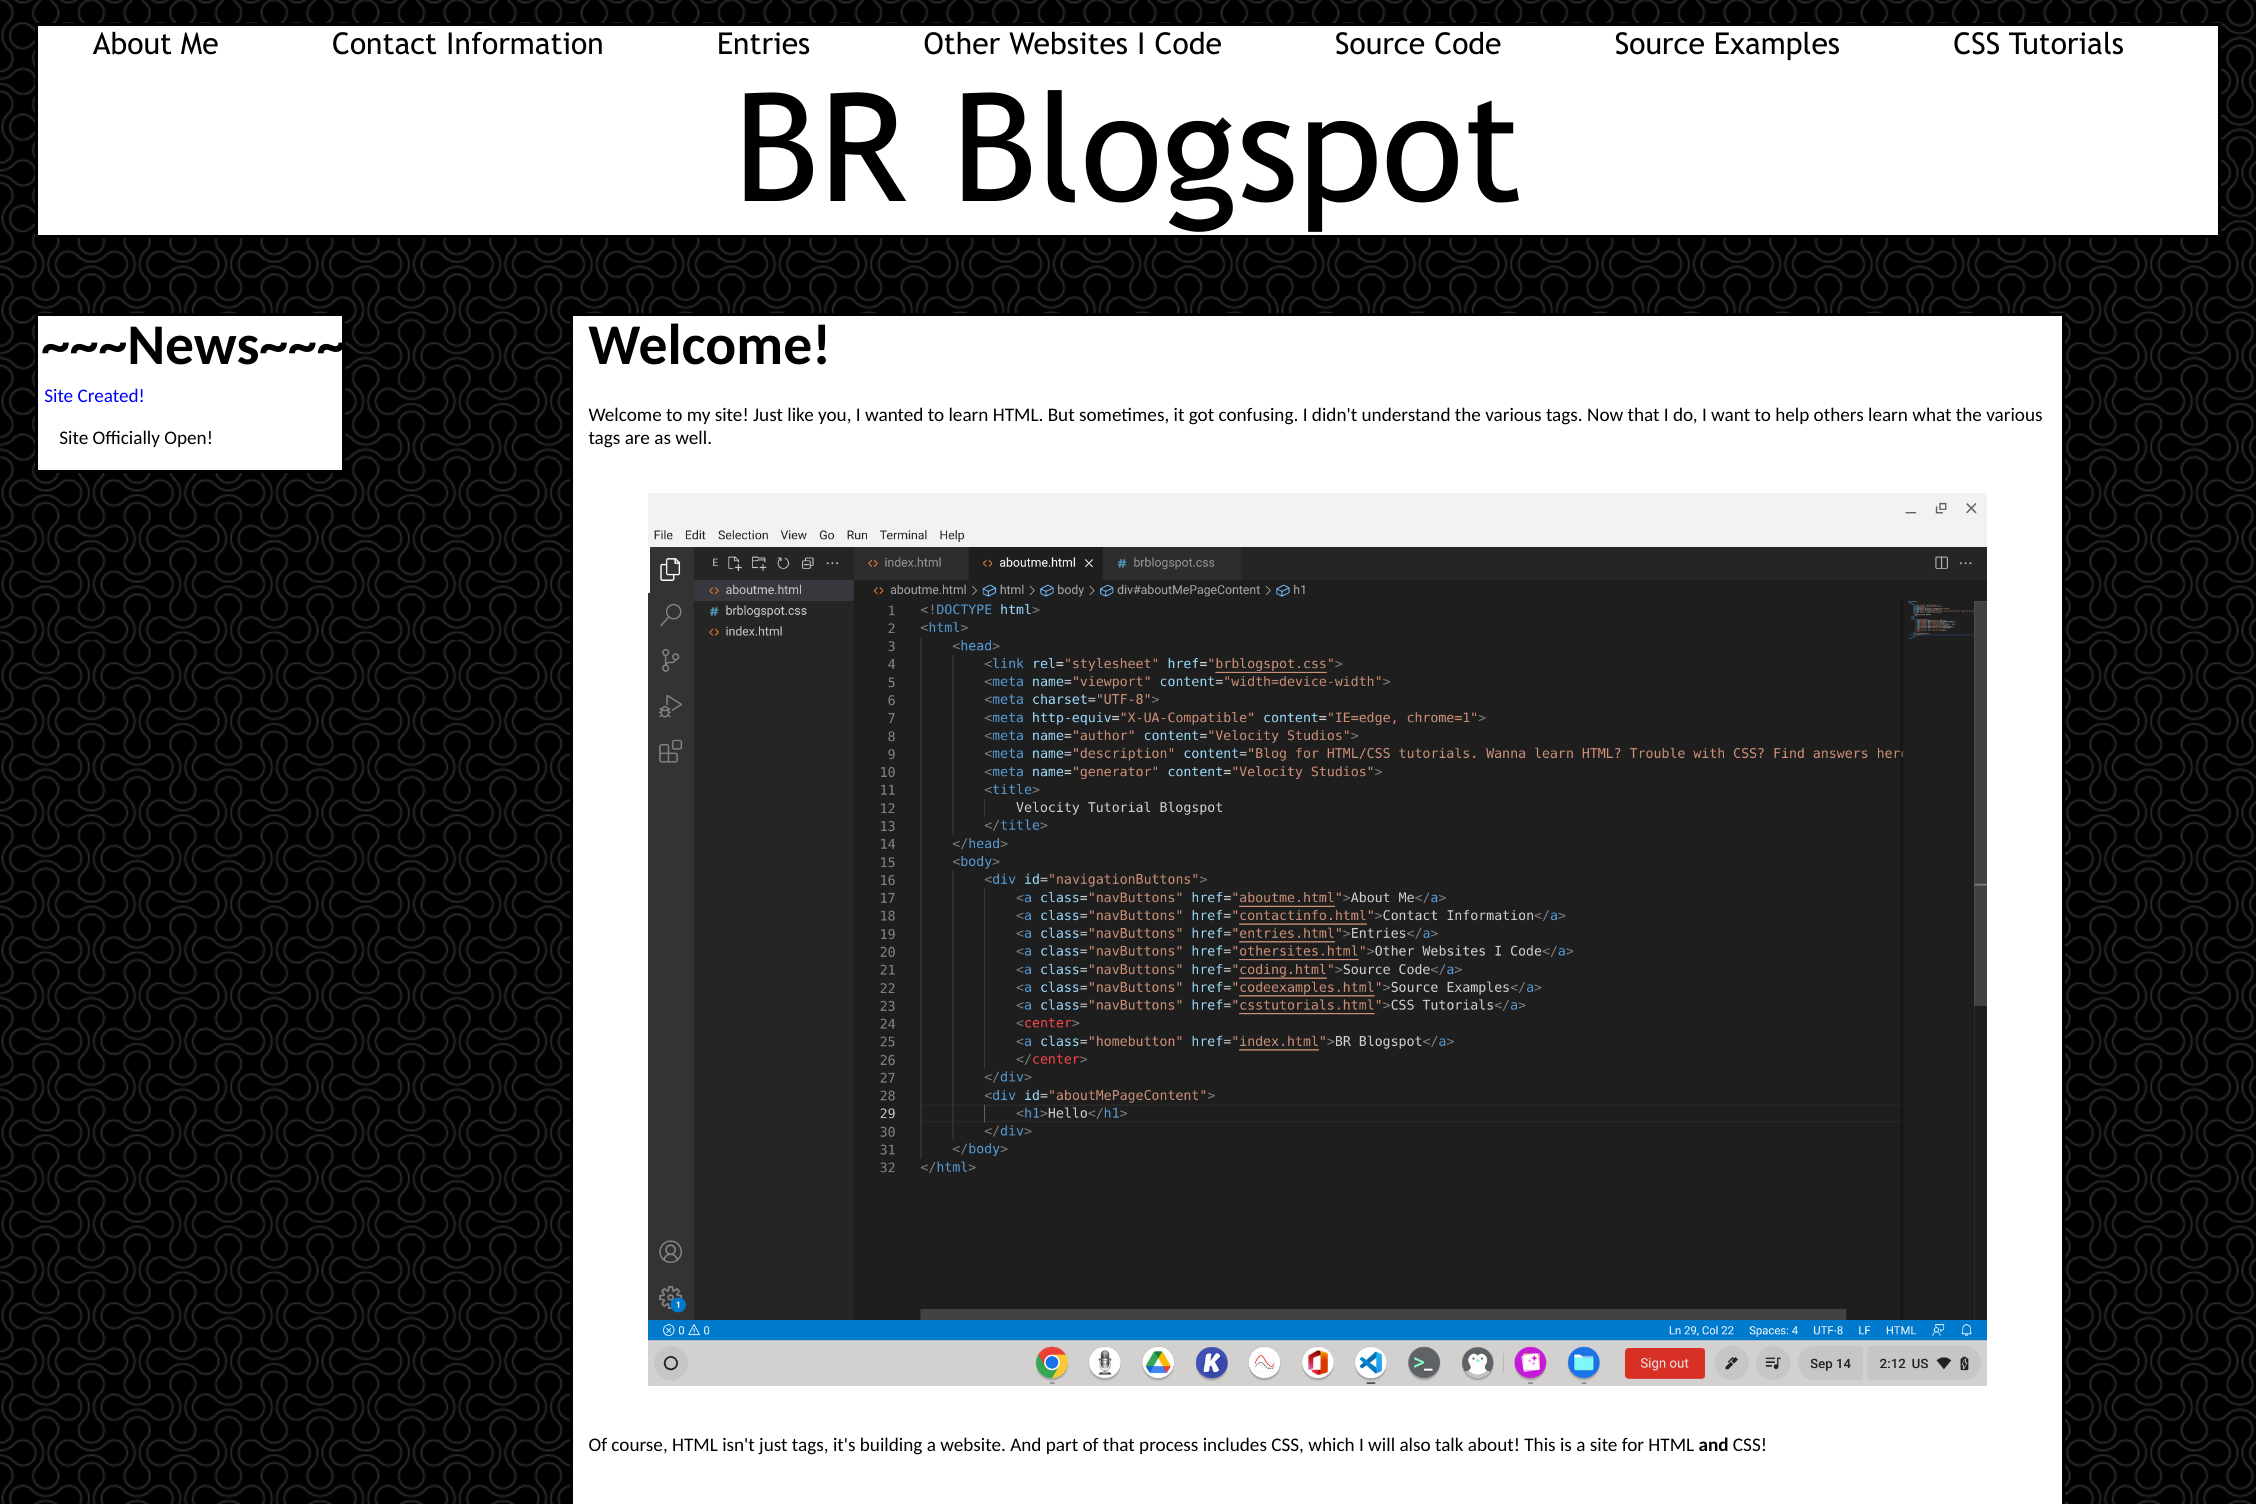 About Me Contact Information Entries Other Websites I Code Source Code Source Examples CSS Tutorials
BR Blogspot
~~~News~~~
Site Created!
Site Officially Open!
Welcome!
Welcome to my site! Just like you, I wanted to learn HTML. But sometimes, it got confusing. I didn't understand the various tags. Now that I do, I want to help others learn what the various
tags are as well.
File Edit Selection View Go Run Terminal Help
E
index.html aboutme.html brblogspot.css
aboutme.html
brblogspot.css
index.html
aboutme.html > html > body > div#aboutMePageContent > h1
1 <!DOCTYPE html>
2 <html>
3 <head>
4 <link rel="stylesheet" href="brblogspot.css">
5 <meta name="viewport" content="width=device-width">
6 <meta charset="UTF-8">
7 <meta http-equiv="X-UA-Compatible" content="IE=edge, chrome=1">
8 <meta name="author" content="Velocity Studios">
9 <meta name="description" content="Blog for HTML/CSS tutorials. Wanna learn HTML? Trouble with CSS? Find answers her
10 <meta name="generator" content="Velocity Studios">
11 <title>
12 Velocity Tutorial Blogspot
13 </title>
14 </head>
15 <body>
16 <div id="navigationButtons">
17 <a class="navButtons" href="aboutme.html">About Me</a>
18 <a class="navButtons" href="contactinfo.html">Contact Information</a>
19 <a class="navButtons" href="entries.html">Entries</a>
20 <a class="navButtons" href="othersites.html">Other Websites I Code</a>
21 <a class="navButtons" href="coding.html">Source Code</a>
22 <a class="navButtons" href="codeexamples.html">Source Examples</a>
23 <a class="navButtons" href="csstutorials.html">CSS Tutorials</a>
24 <center>
25 <a class="homebutton" href="index.html">BR Blogspot</a>
26 </center>
27 </div>
28 <div id="aboutMePageContent">
29 <h1>Hello</h1>
30 </div>
31 </body>
32 </html>
1
0 0 Ln 29, Col 22 Spaces: 4 UTF-8 LF HTML
K >_ Sign out Sep 14 2:12 US
Of course, HTML isn't just tags, it's building a website. And part of that process includes CSS, which I will also talk about! This is a site for HTML and CSS!